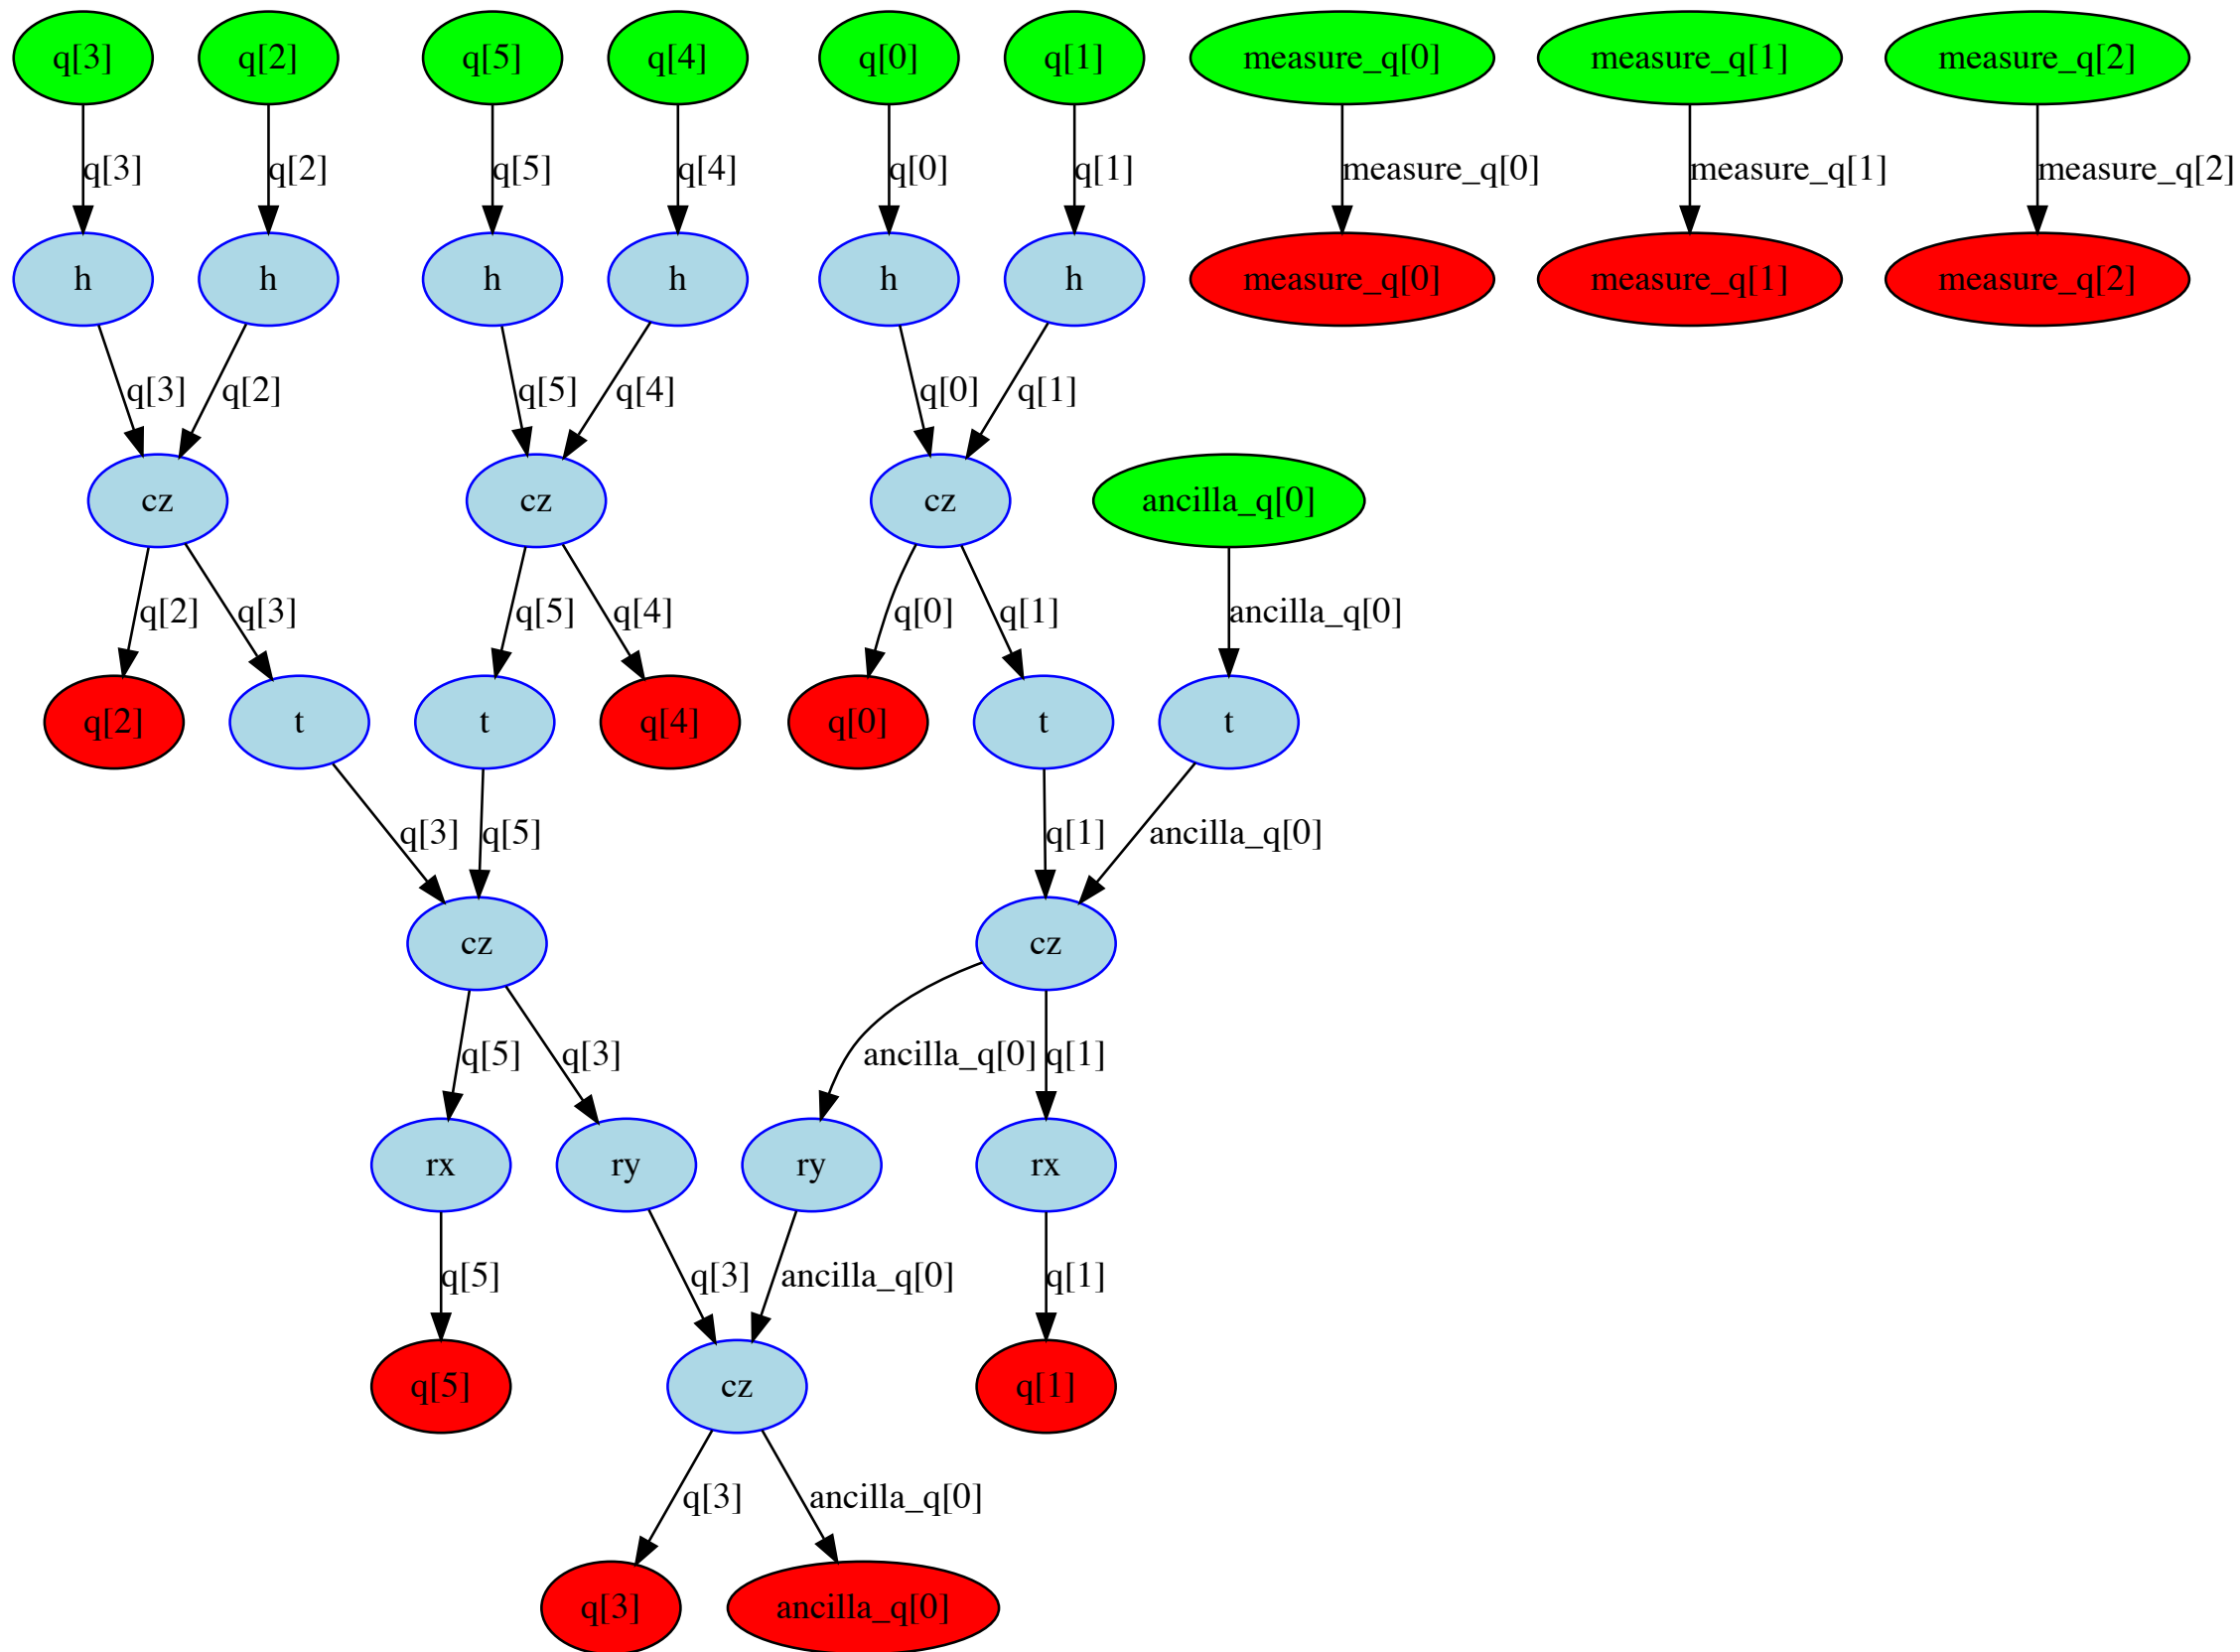 q[3] q[2] q[5] q[4] q[0] q[1] measure_q[0] measure_q[1] measure_q[2]
q[3] q[2] q[5] q[4] q[0] q[1] measure_q[0] measure_q[1] measure_q[2]
h h h h h h measure_q[0] measure_q[1] measure_q[2]
q[3] q[2] q[5] q[4] q[0] q[1]
cz cz cz ancilla_q[0]
q[2] q[3] q[5] q[4] q[0] q[1] ancilla_q[0]
q[2] t t q[4] q[0] t t
q[3] q[5] q[1] ancilla_q[0]
cz cz
q[5] q[3] ancilla_q[0] q[1]
rx ry ry rx
q[5] q[3] ancilla_q[0] q[1]
q[5] cz q[1]
q[3] ancilla_q[0]
q[3] ancilla_q[0]